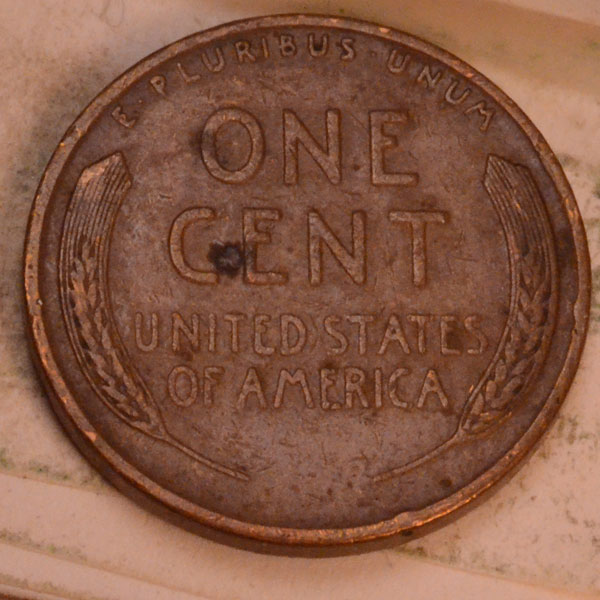 E · PLURIBUS · UNUM
ONE
CENT
UNITED STATES
OF AMERICA